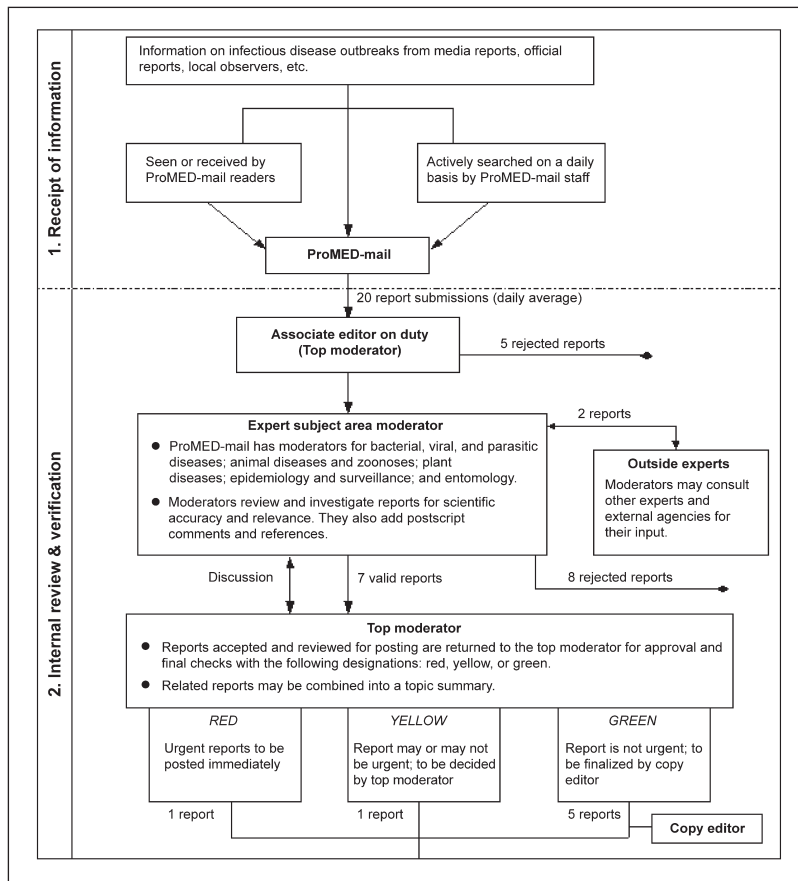 1. Receipt of information
Information on infectious disease outbreaks from media reports, official
reports, local observers, etc.
Seen or received by
ProMED-mail readers
Actively searched on a daily
basis by ProMED-mail staff
ProMED-mail
2. Internal review & verification
20 report submissions (daily average)
Associate editor on duty
(Top moderator)
5 rejected reports
Expert subject area moderator
● ProMED-mail has moderators for bacterial, viral, and parasitic
diseases; animal diseases and zoonoses; plant
diseases; epidemiology and surveillance; and entomology.
● Moderators review and investigate reports for scientific
accuracy and relevance. They also add postscript
comments and references.
2 reports
Outside experts
Moderators may consult
other experts and
external agencies for
their input.
Discussion
7 valid reports
8 rejected reports
Top moderator
● Reports accepted and reviewed for posting are returned to the top moderator for approval and
final checks with the following designations: red, yellow, or green.
● Related reports may be combined into a topic summary.
RED
Urgent reports to be
posted immediately
YELLOW
Report may or may not
be urgent; to be decided
by top moderator
GREEN
Report is not urgent; to
be finalized by copy
editor
1 report
1 report
5 reports
Copy editor